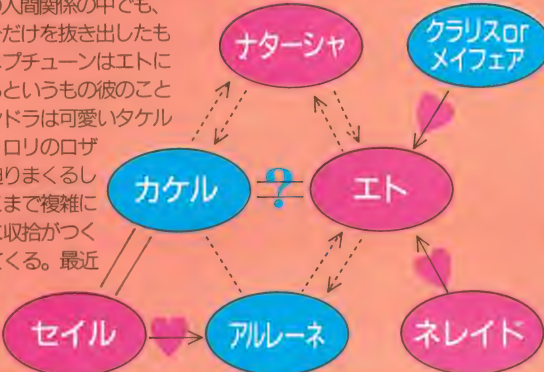 の人間関係の中でも、
だけを抜き出したも
プチューンはエトに
というもの彼のこと
ンドラは可愛いタケル
ロリのロザ
りまくるし
まで複雑に
収拾がつく
くる。最近
ナターシャ
クラリスor
メイフェア
カケル
?
エト
セイル
アルレーネ
ネレイド